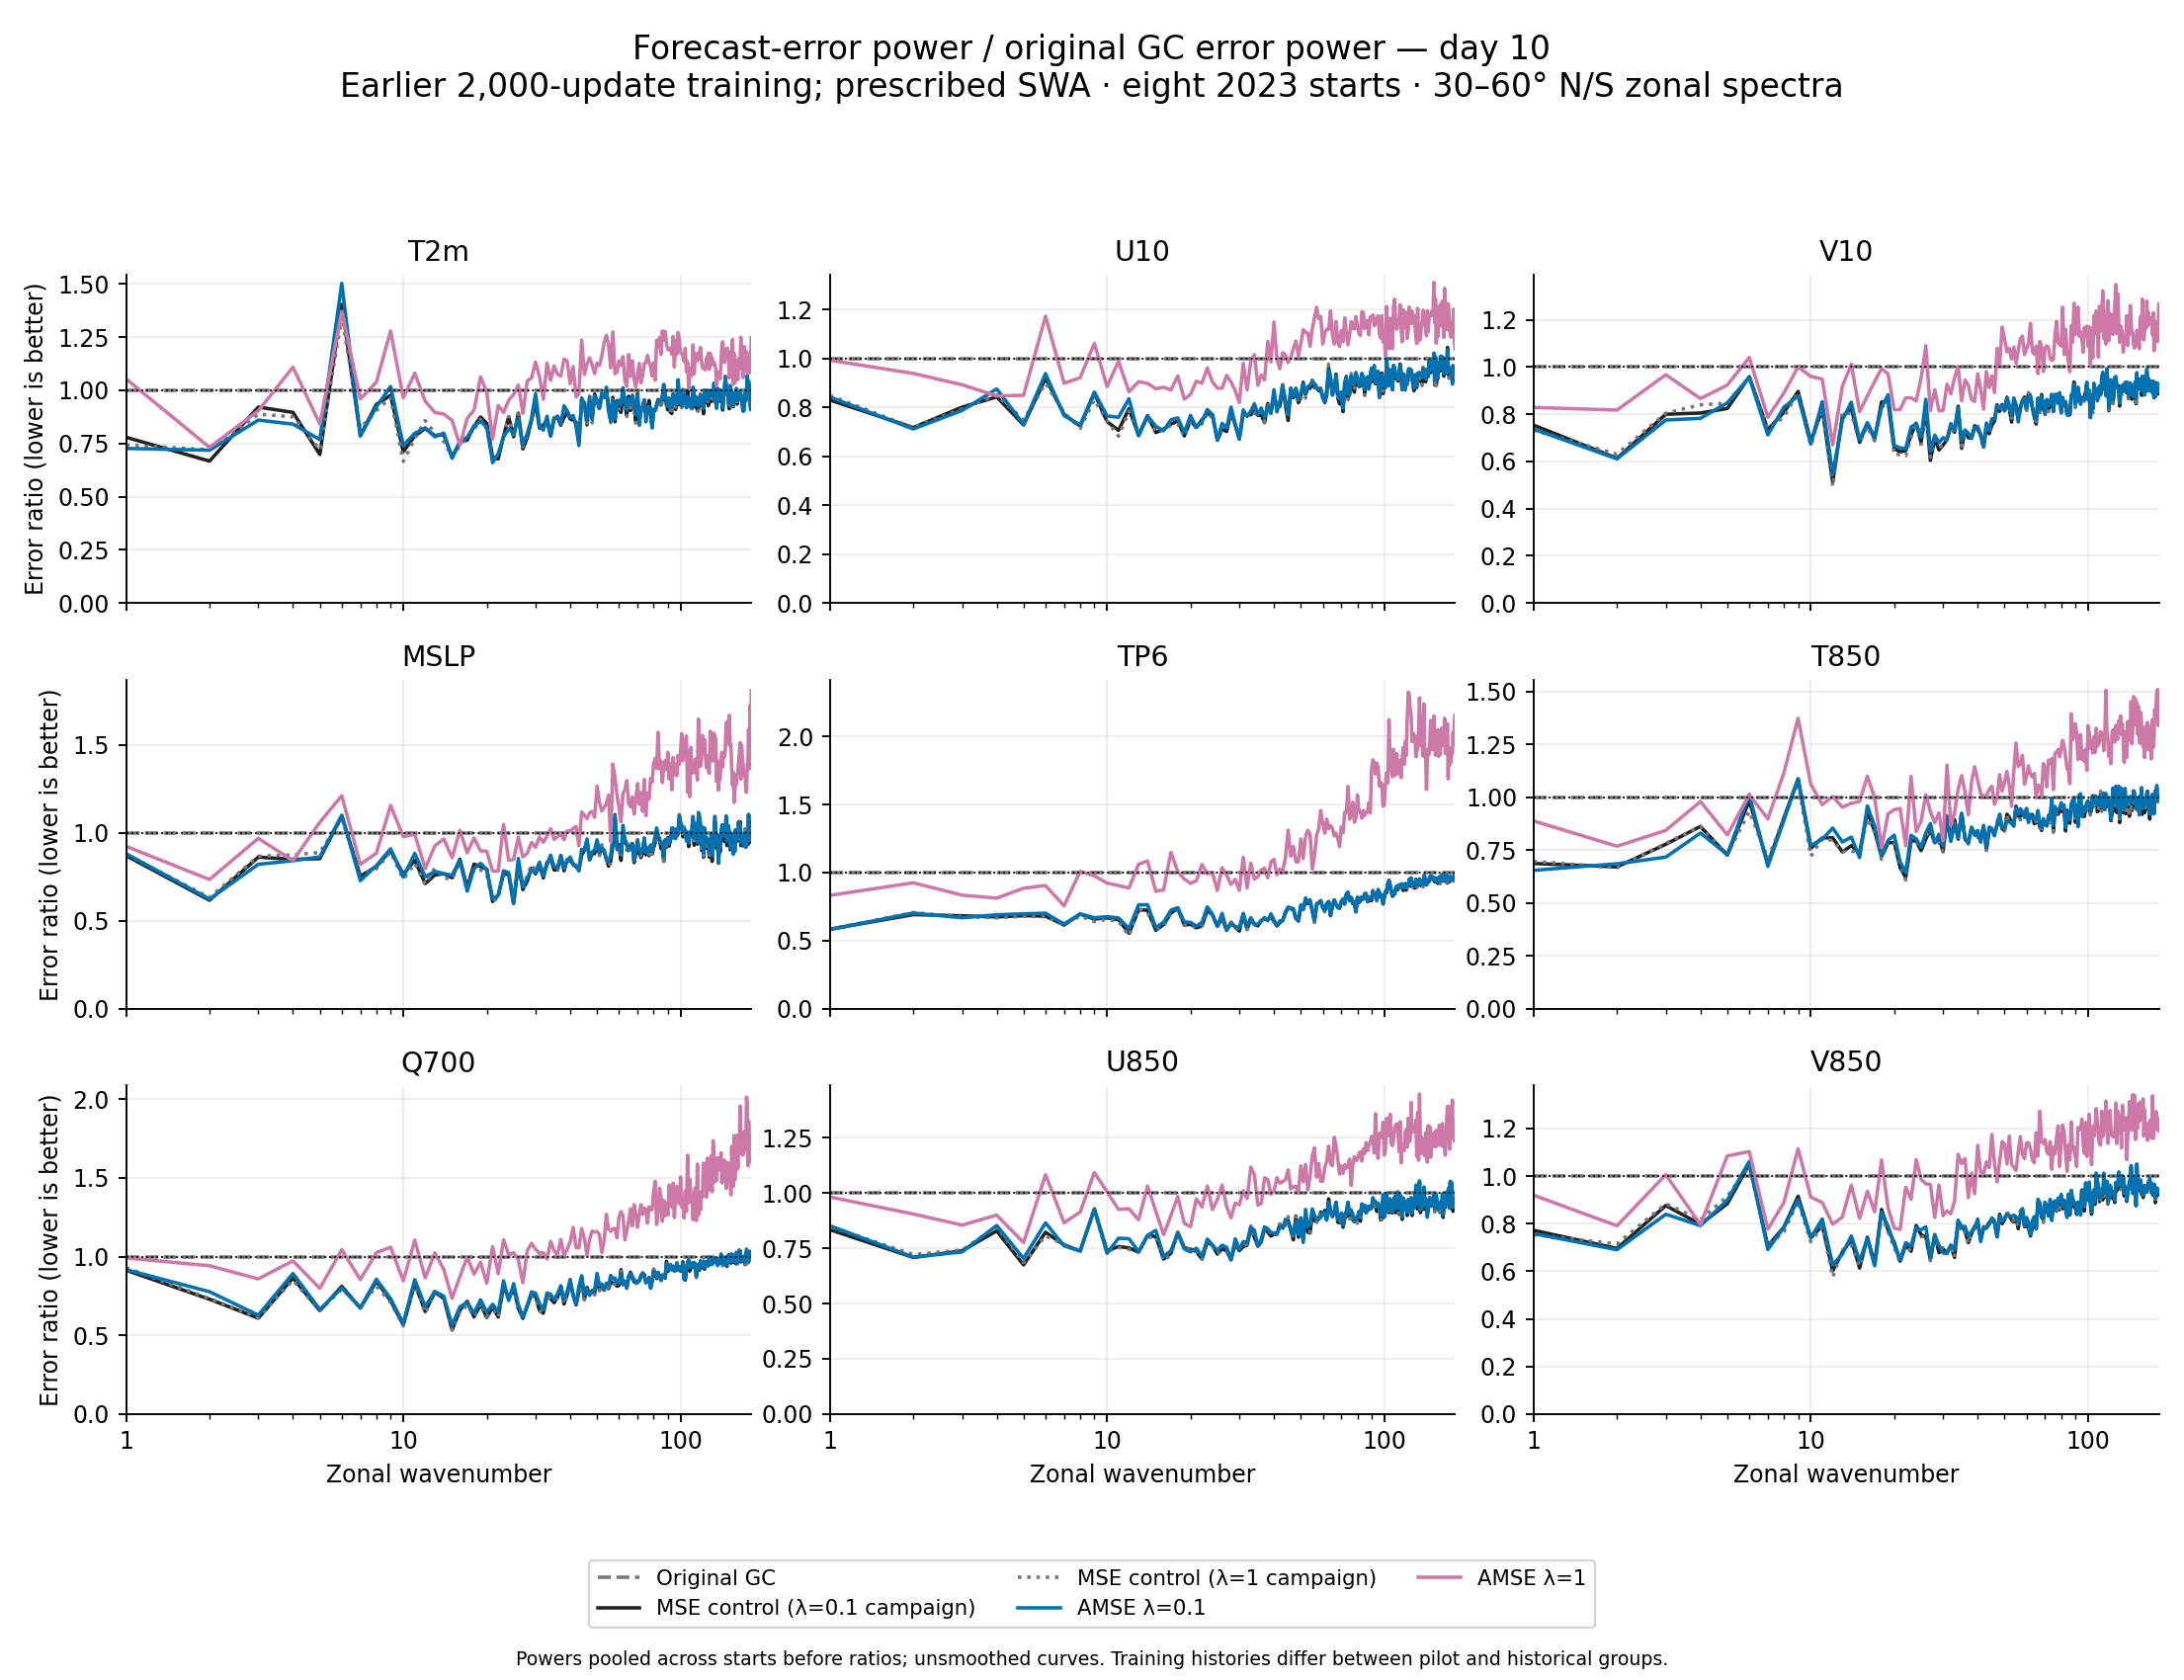 Forecast-error power / original GC error power — day 10
Earlier 2,000-update training; prescribed SWA · eight 2023 starts · 30–60° N/S zonal spectra
T2m
Error ratio (lower is better)
1.50
1.25
1.00
0.75
0.50
0.25
0.00
U10
1.2
1.0
0.8
0.6
0.4
0.2
0.0
V10
1.2
1.0
0.8
0.6
0.4
0.2
0.0
MSLP
Error ratio (lower is better)
1.5
1.0
0.5
0.0
TP6
2.0
1.5
1.0
0.5
0.0
T850
1.50
1.25
1.00
0.75
0.50
0.25
0.00
Q700
Error ratio (lower is better)
2.0
1.5
1.0
0.5
0.0
1 10 100
Zonal wavenumber
U850
1.25
1.00
0.75
0.50
0.25
0.00
1 10 100
Zonal wavenumber
V850
1.2
1.0
0.8
0.6
0.4
0.2
0.0
1 10 100
Zonal wavenumber
Original GC
MSE control (λ=0.1 campaign)
MSE control (λ=1 campaign)
AMSE λ=0.1
AMSE λ=1
Powers pooled across starts before ratios; unsmoothed curves. Training histories differ between pilot and historical groups.